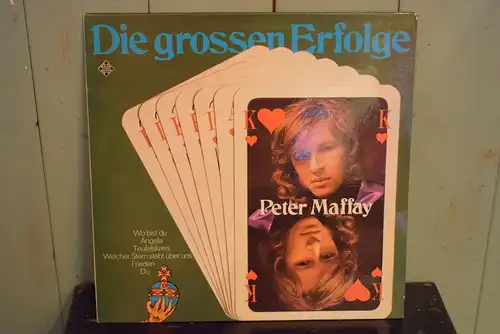 Die grossen Erfolge
K
K
Peter Maffay
Wo bist du
Angela
Teufelskreis
Welcher Stern steht über uns
Frieden
Du
K
K